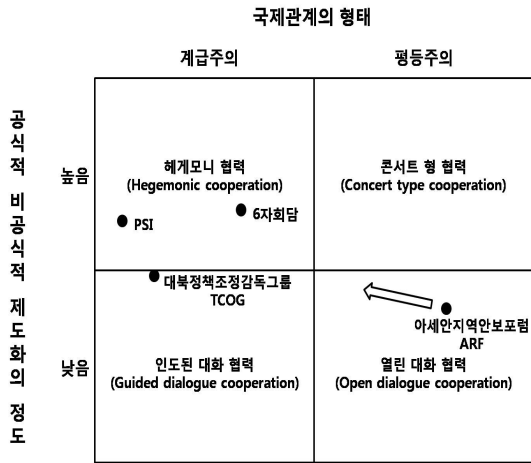 국제관계의 형태
계급주의
평등주의
공식적 비공식적 제도화의 정도
높음
헤게모니 협력
(Hegemonic cooperation)
콘서트 형 협력
(Concert type cooperation)
PSI
6자회담
대북정책조정감독그룹
TCOG
아세안지역안보포럼
ARF
낮음
인도된 대화 협력
(Guided dialogue cooperation)
열린 대화 협력
(Open dialogue cooperation)